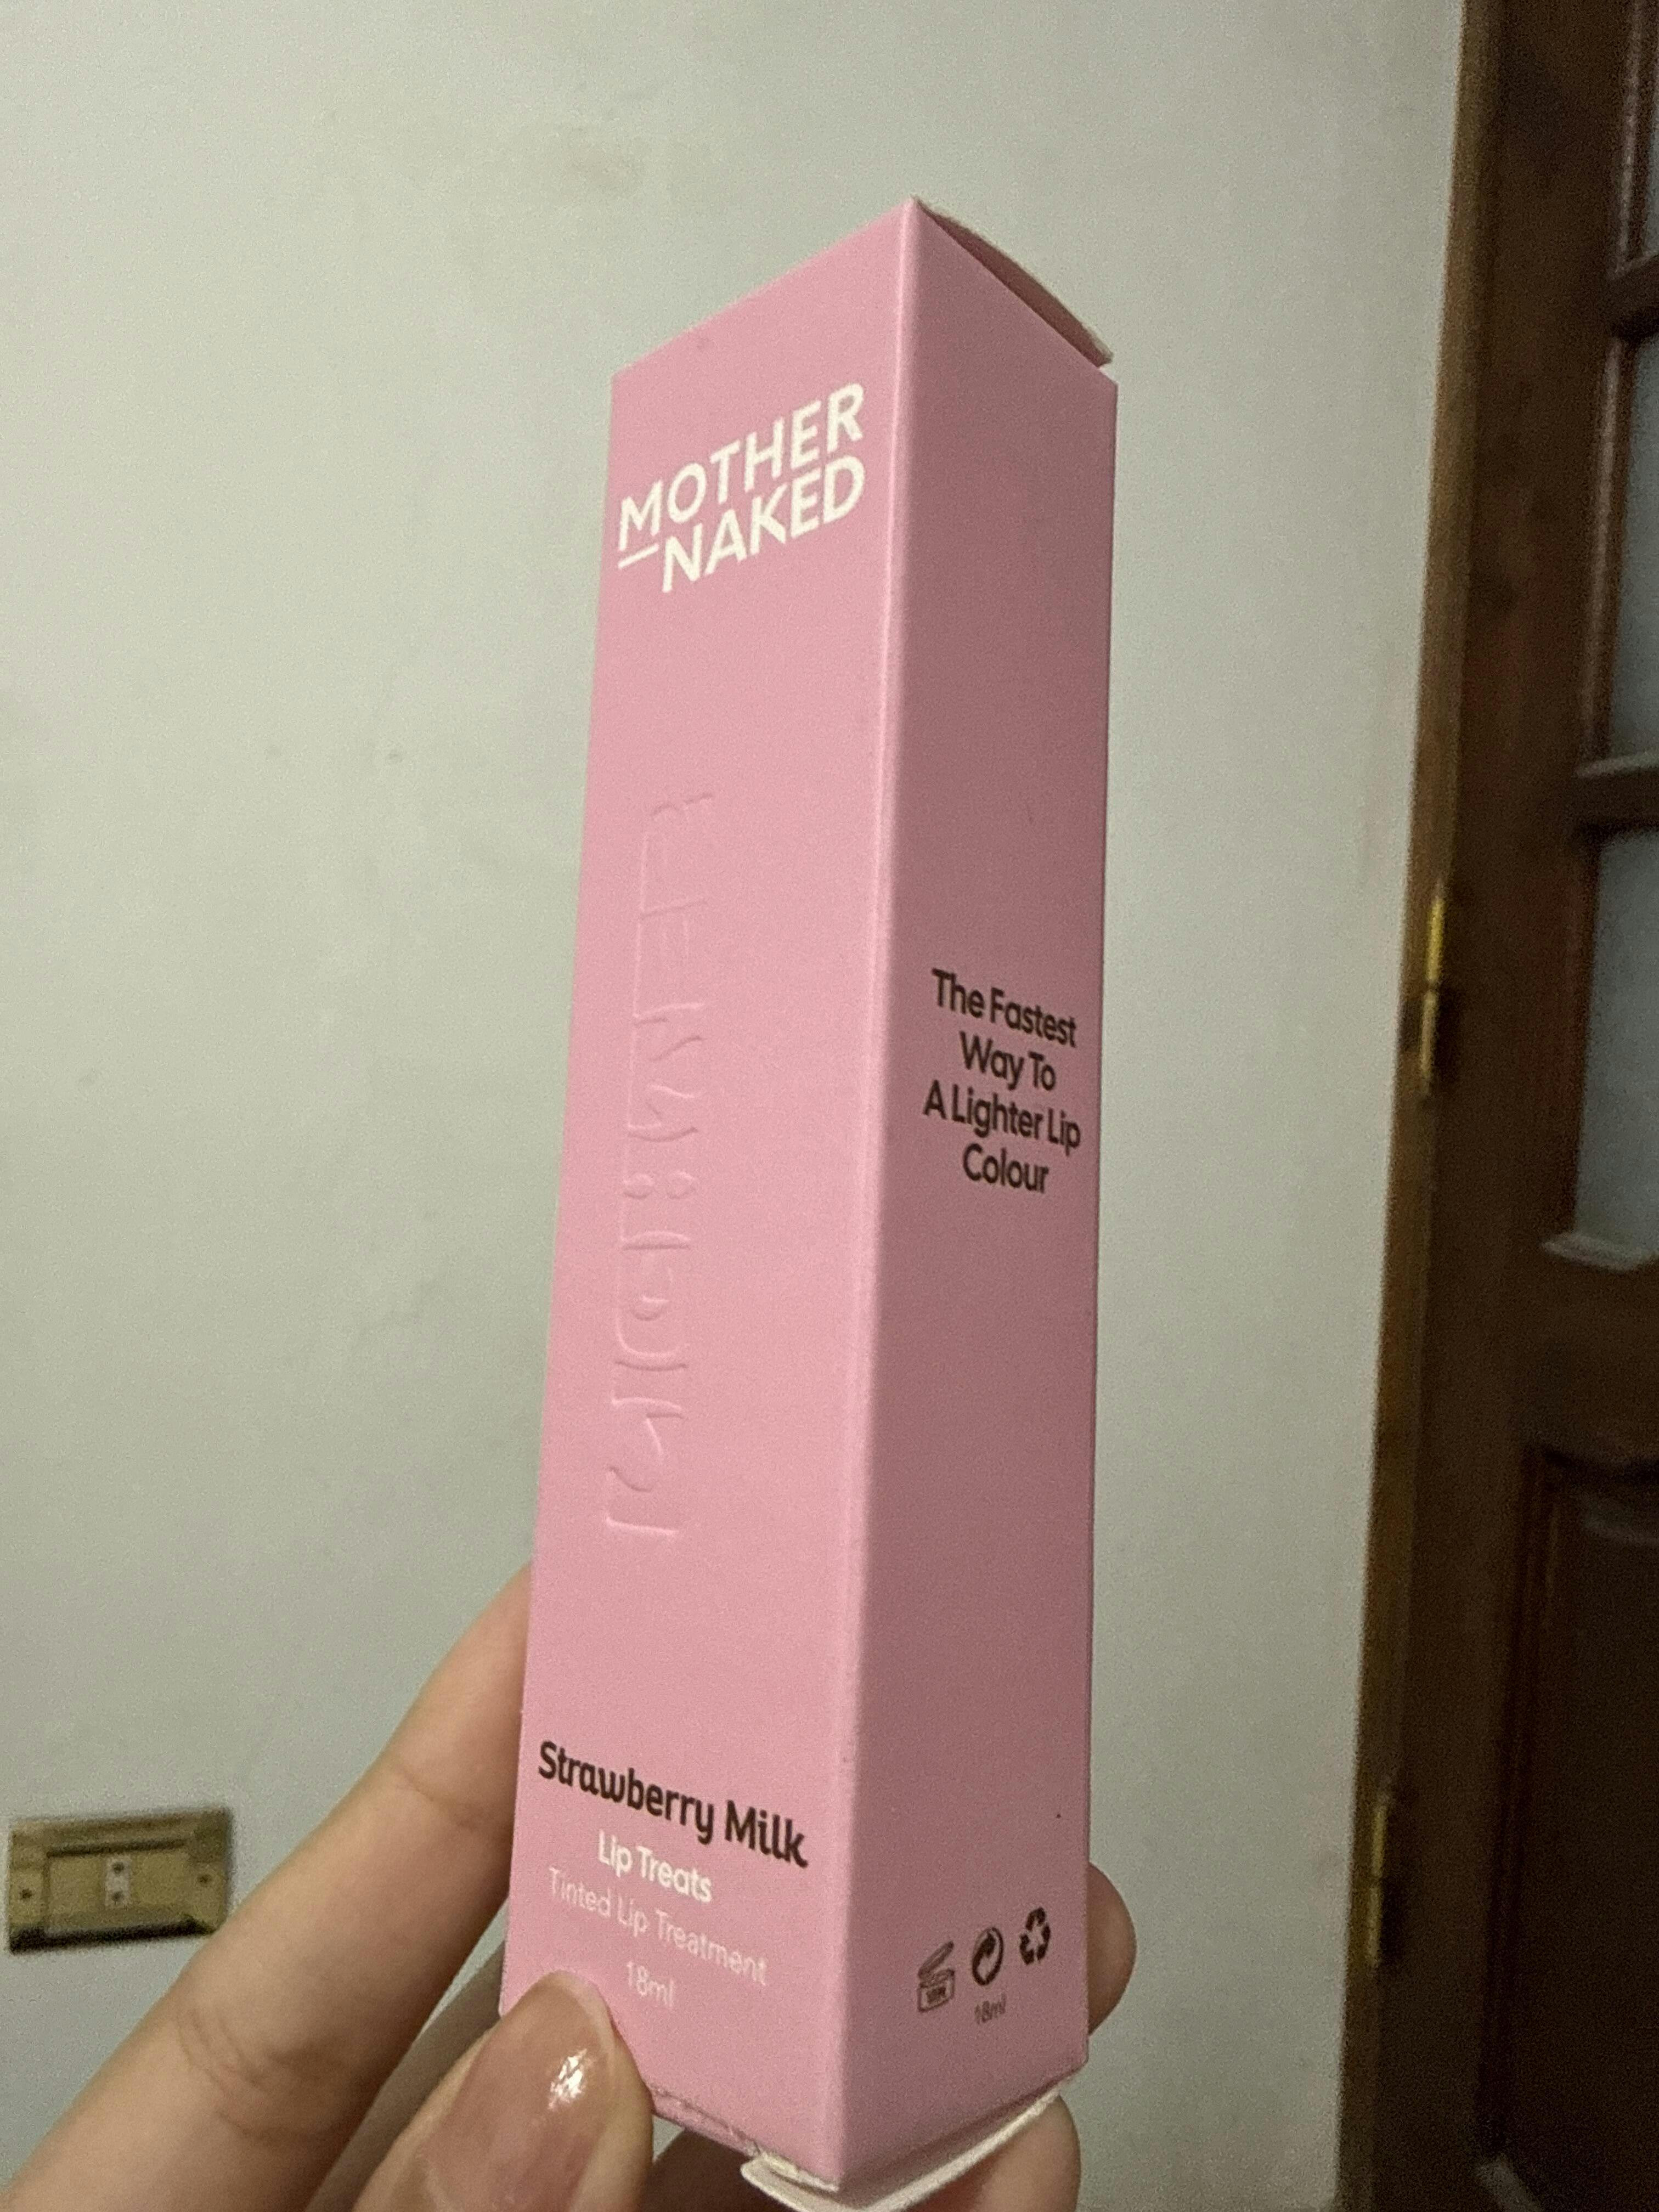 MOTHER
NAKED
Strawberry Milk
Lip Treats
Tinted Lip Treatment
18ml
The Fastest
Way To
A Lighter Lip
Colour
18ml